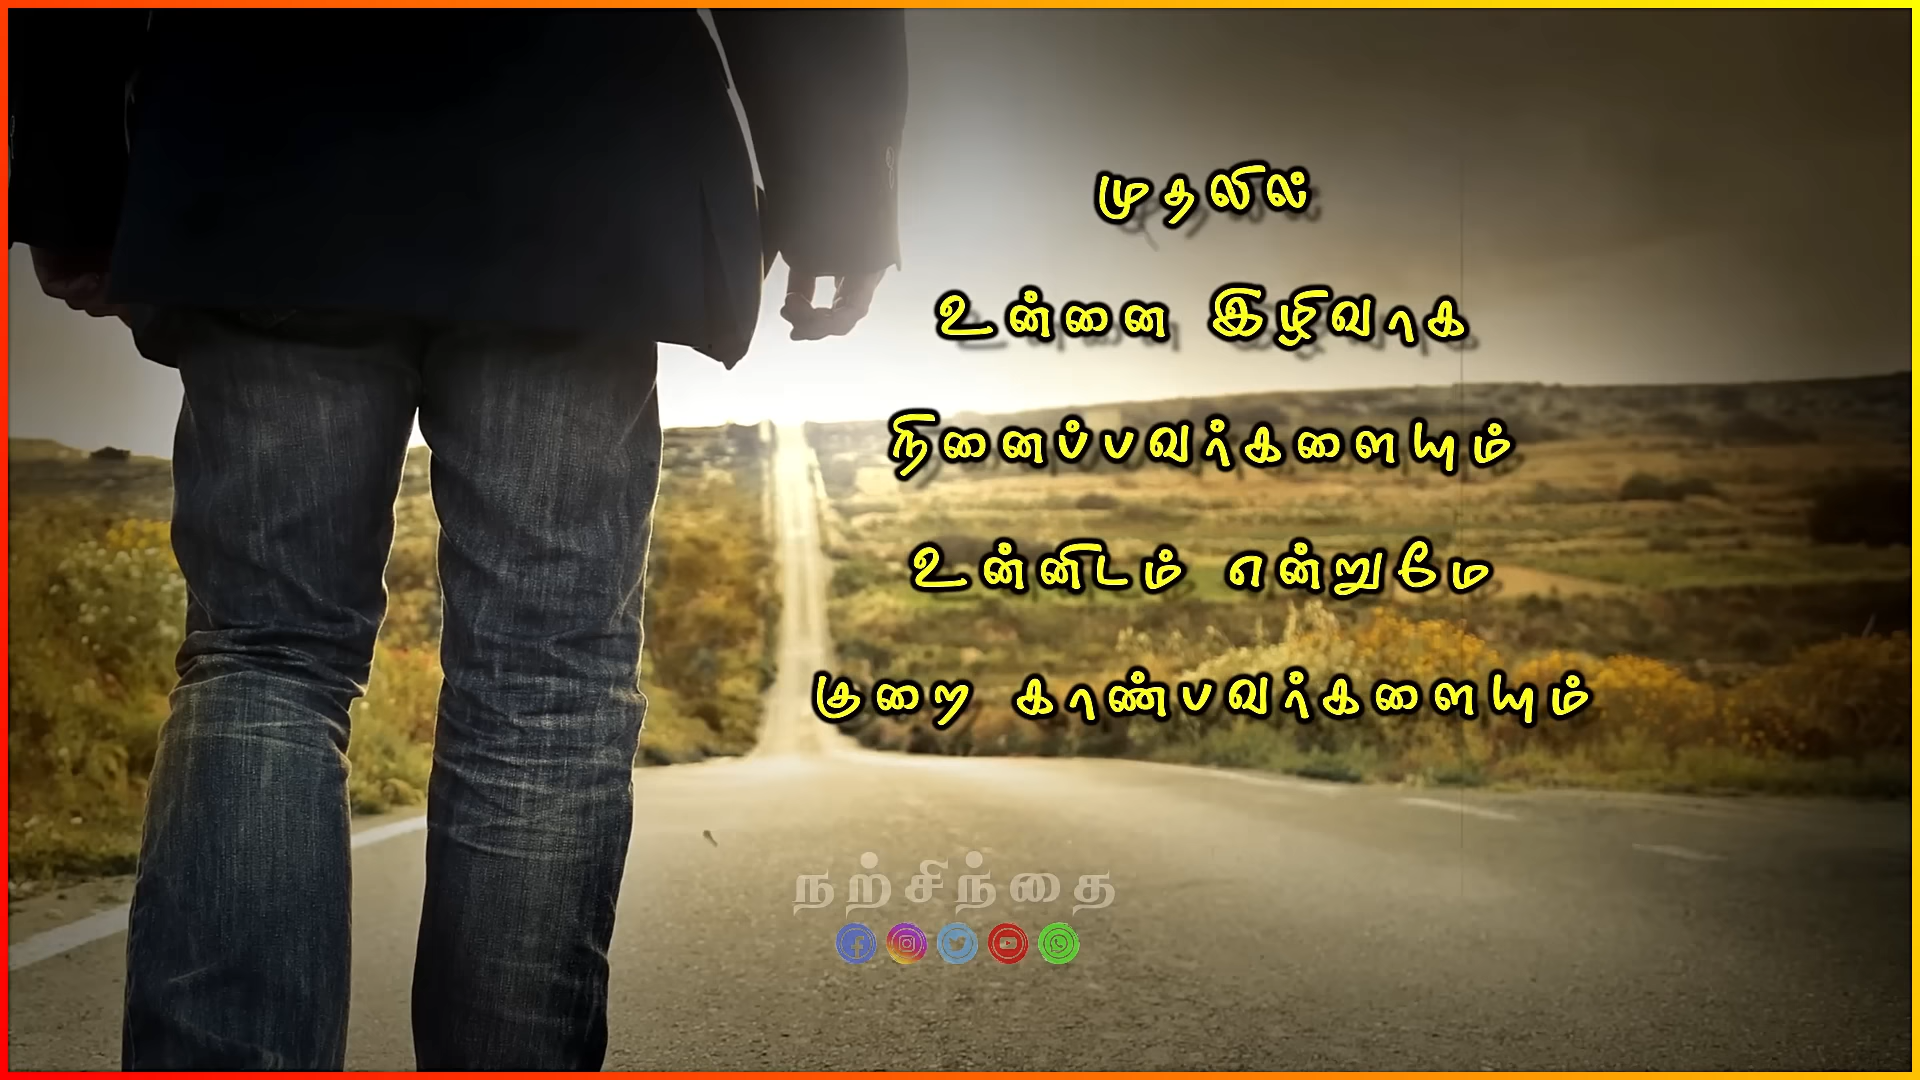 முதலில்
உன்னை இழிவாக
நினைப்பவர்களையும்
உன்னிடம் என்றுமே
குறை காண்பவர்களையும்
நற்சிந்தை